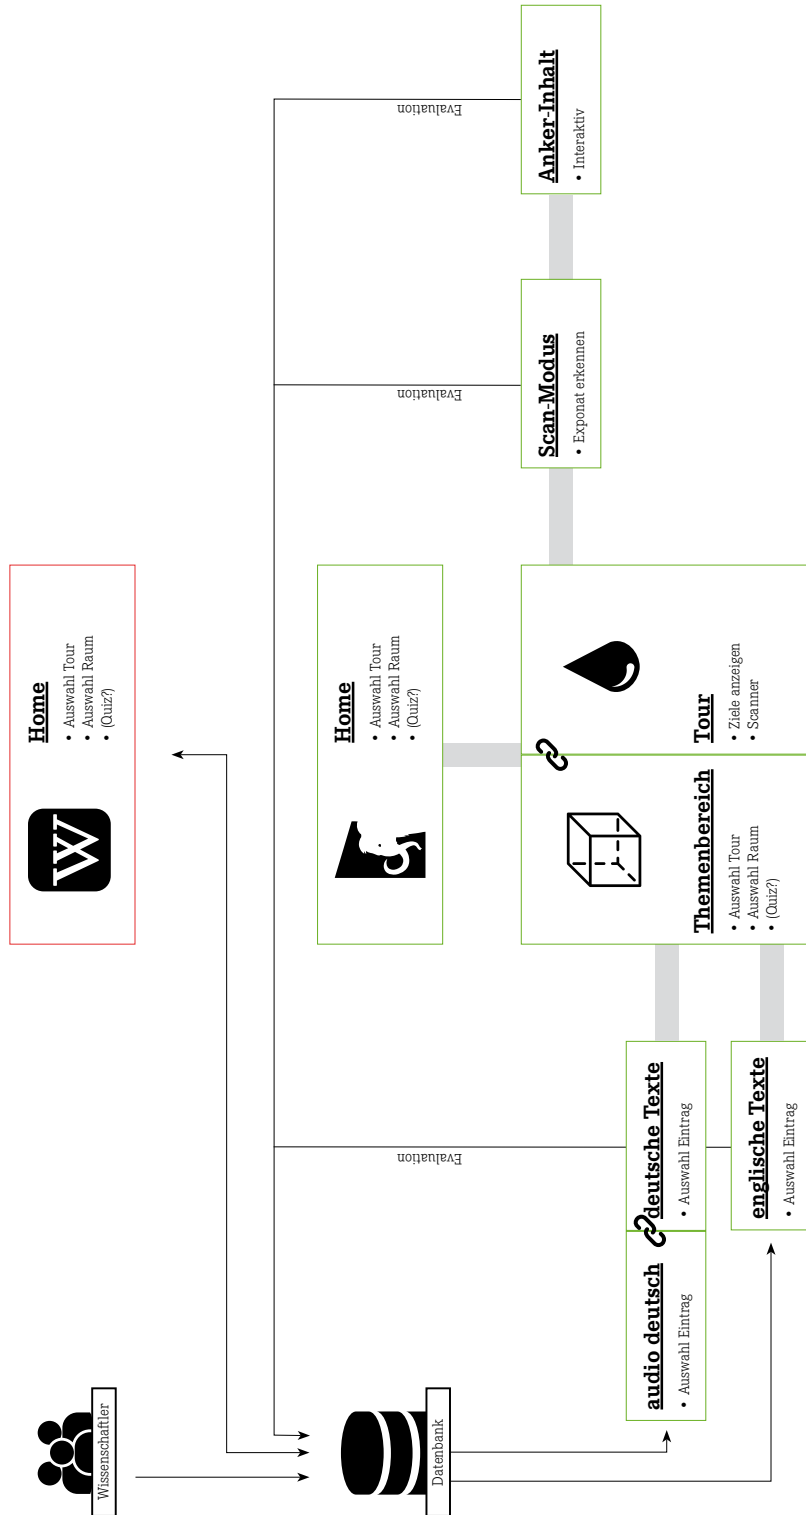 Wissenschaftler
Home
• Auswahl Tour
• Auswahl Raum
• (Quiz?)
W
Datenbank
Home
• Auswahl Tour
• Auswahl Raum
• (Quiz?)
Evaluation
Evaluation
Evaluation
audio deutsch
• Auswahl Eintrag
deutsche Texte
• Auswahl Eintrag
englische Texte
• Auswahl Eintrag
Themenbereich
• Auswahl Tour
• Auswahl Raum
• (Quiz?)
Tour
• Ziele anzeigen
• Scanner
Scan-Modus
• Exponat erkennen
Anker-Inhalt
• Interaktiv